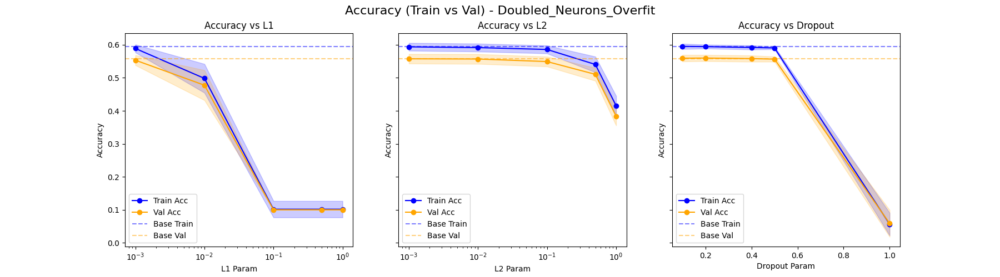 Accuracy (Train vs Val) - Doubled_Neurons_Overfit
Accuracy vs L1
Accuracy
0.6
0.5
0.4
0.3
0.2
0.1
0.0
Train Acc
Val Acc
Base Train
Base Val
10⁻³
10⁻²
10⁻¹
10⁰
L1 Param
Accuracy vs L2
Accuracy
Train Acc
Val Acc
Base Train
Base Val
10⁻³
10⁻²
10⁻¹
10⁰
L2 Param
Accuracy vs Dropout
Accuracy
Train Acc
Val Acc
Base Train
Base Val
0.2
0.4
0.6
0.8
1.0
Dropout Param